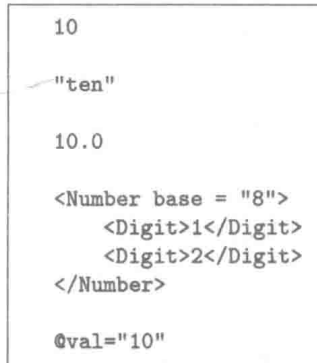 10
"ten"
10.0
<Number base = "8">
<Digit>1</Digit>
<Digit>2</Digit>
</Number>
@val="10"